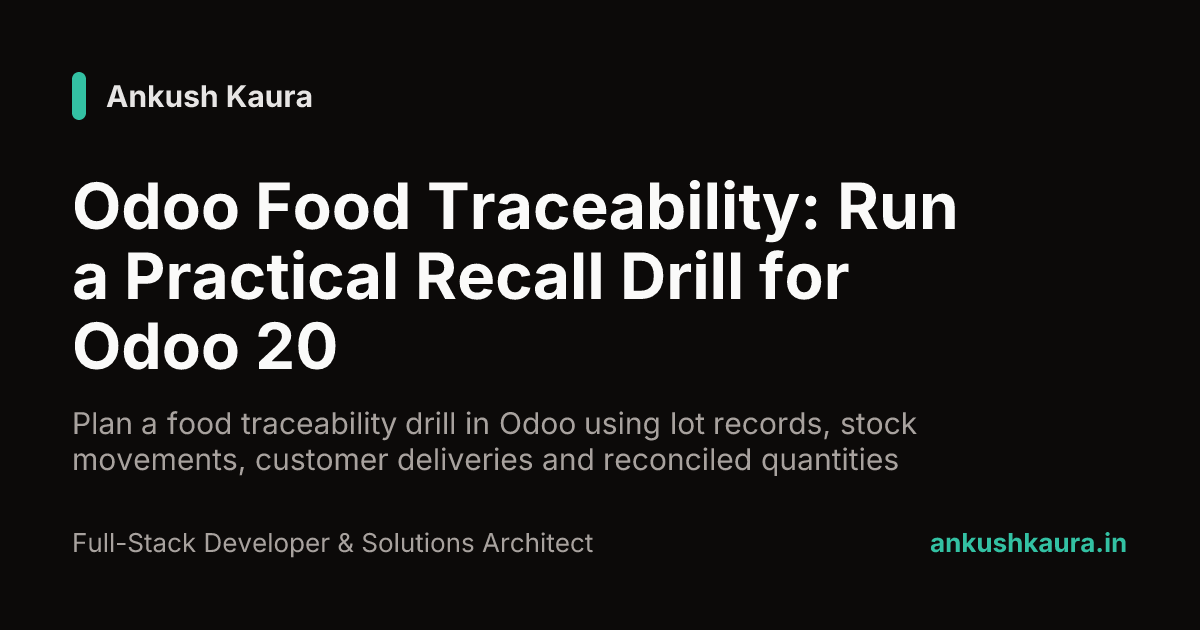 Ankush Kaura
Odoo Food Traceability: Run
a Practical Recall Drill for
Odoo 20
Plan a food traceability drill in Odoo using lot records, stock
movements, customer deliveries and reconciled quantities
Full-Stack Developer & Solutions Architect
ankushkaura.in